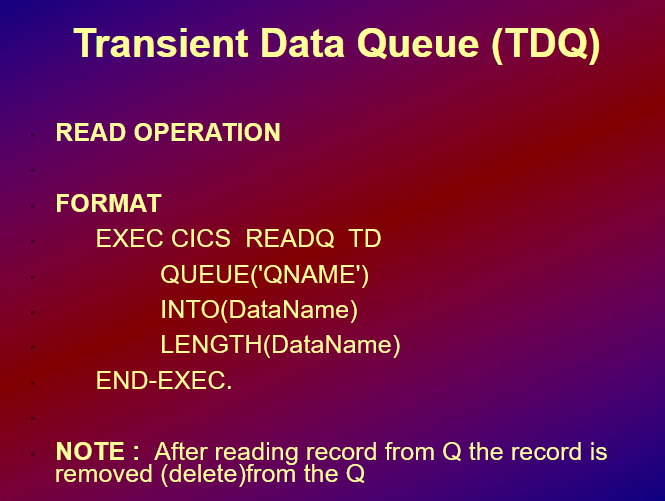 Transient Data Queue (TDQ)
READ OPERATION
FORMAT
EXEC CICS  READQ  TD
QUEUE('QNAME')
INTO(DataName)
LENGTH(DataName)
END-EXEC.
NOTE :  After reading record from Q the record is
removed (delete)from the Q